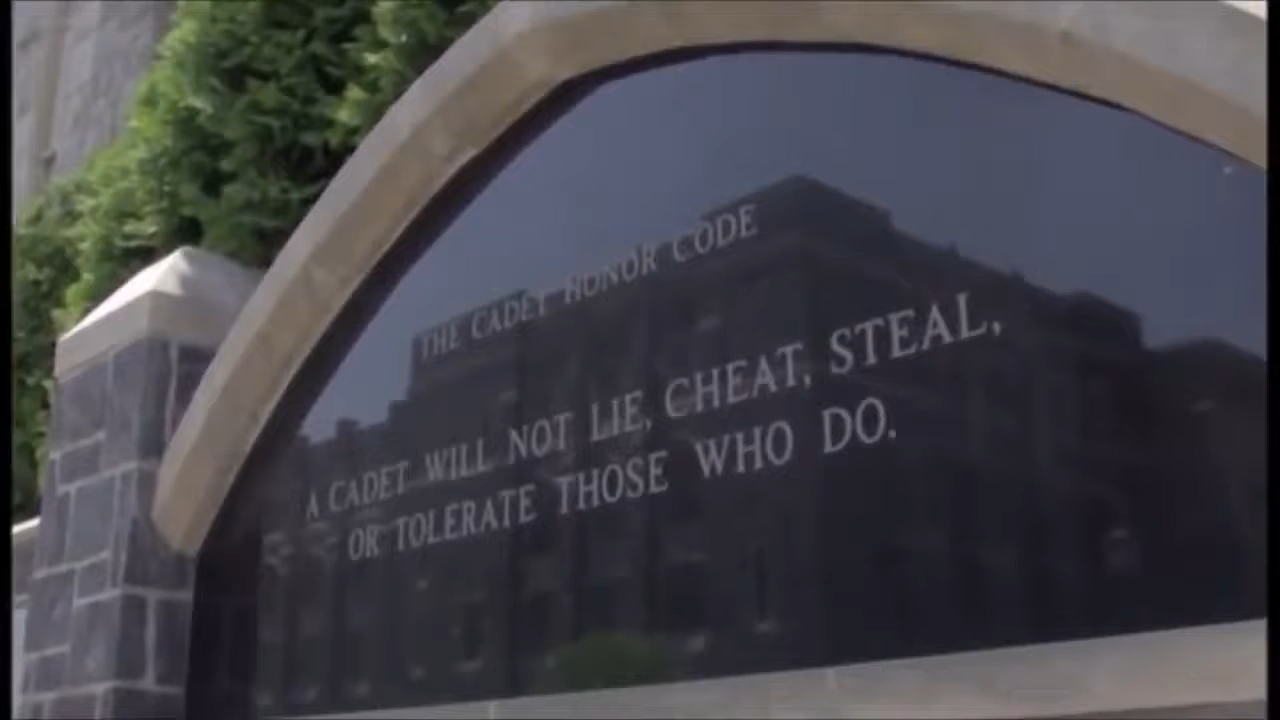 THE CADET HONOR CODE
A CADET WILL NOT LIE, CHEAT, STEAL,
OR TOLERATE THOSE WHO DO.